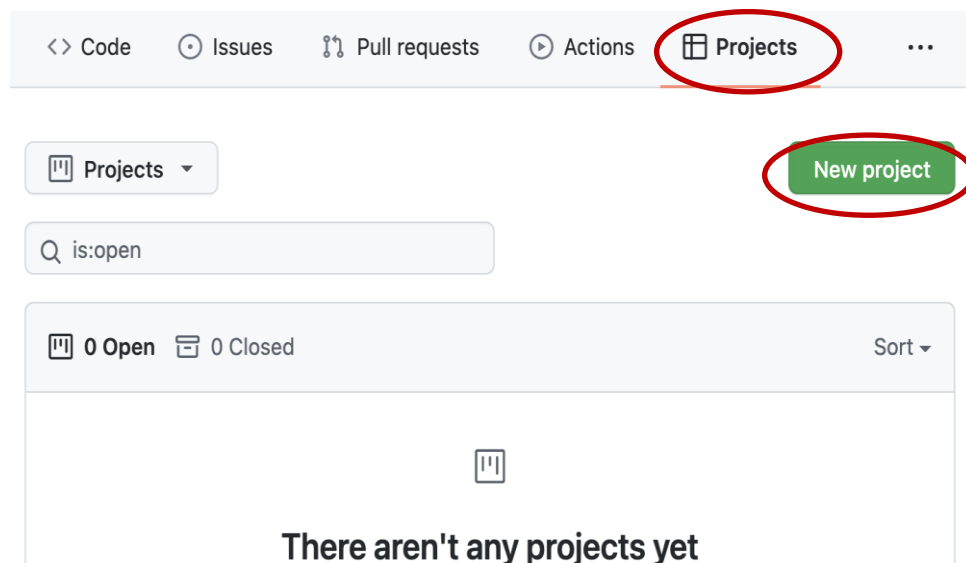 <> Code Issues Pull requests Actions Projects ...
Projects New project
is:open
0 Open 0 Closed Sort
There aren't any projects yet